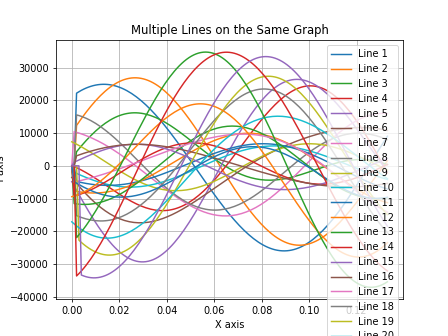 Multiple Lines on the Same Graph
30000
20000
10000
0
-10000
-20000
-30000
-40000
0.00
0.02
0.04
0.06
0.08
0.10
X axis
Line 1
Line 2
Line 3
Line 4
Line 5
Line 6
Line 7
Line 8
Line 9
Line 10
Line 11
Line 12
Line 13
Line 14
Line 15
Line 16
Line 17
Line 18
Line 19
Line 20